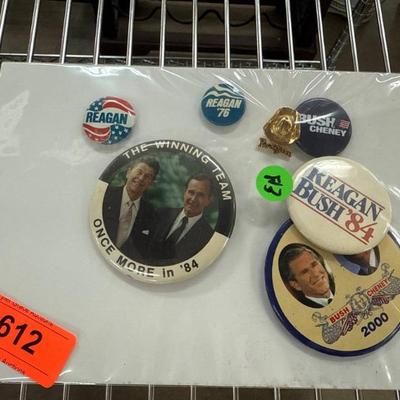 REAGAN
REAGAN
'76
BUSH
CHENEY
THE WINNING TEAM
ONCE MORE in '84
REAGAN
BUSH '84
BUSH
CHENEY
2000
612